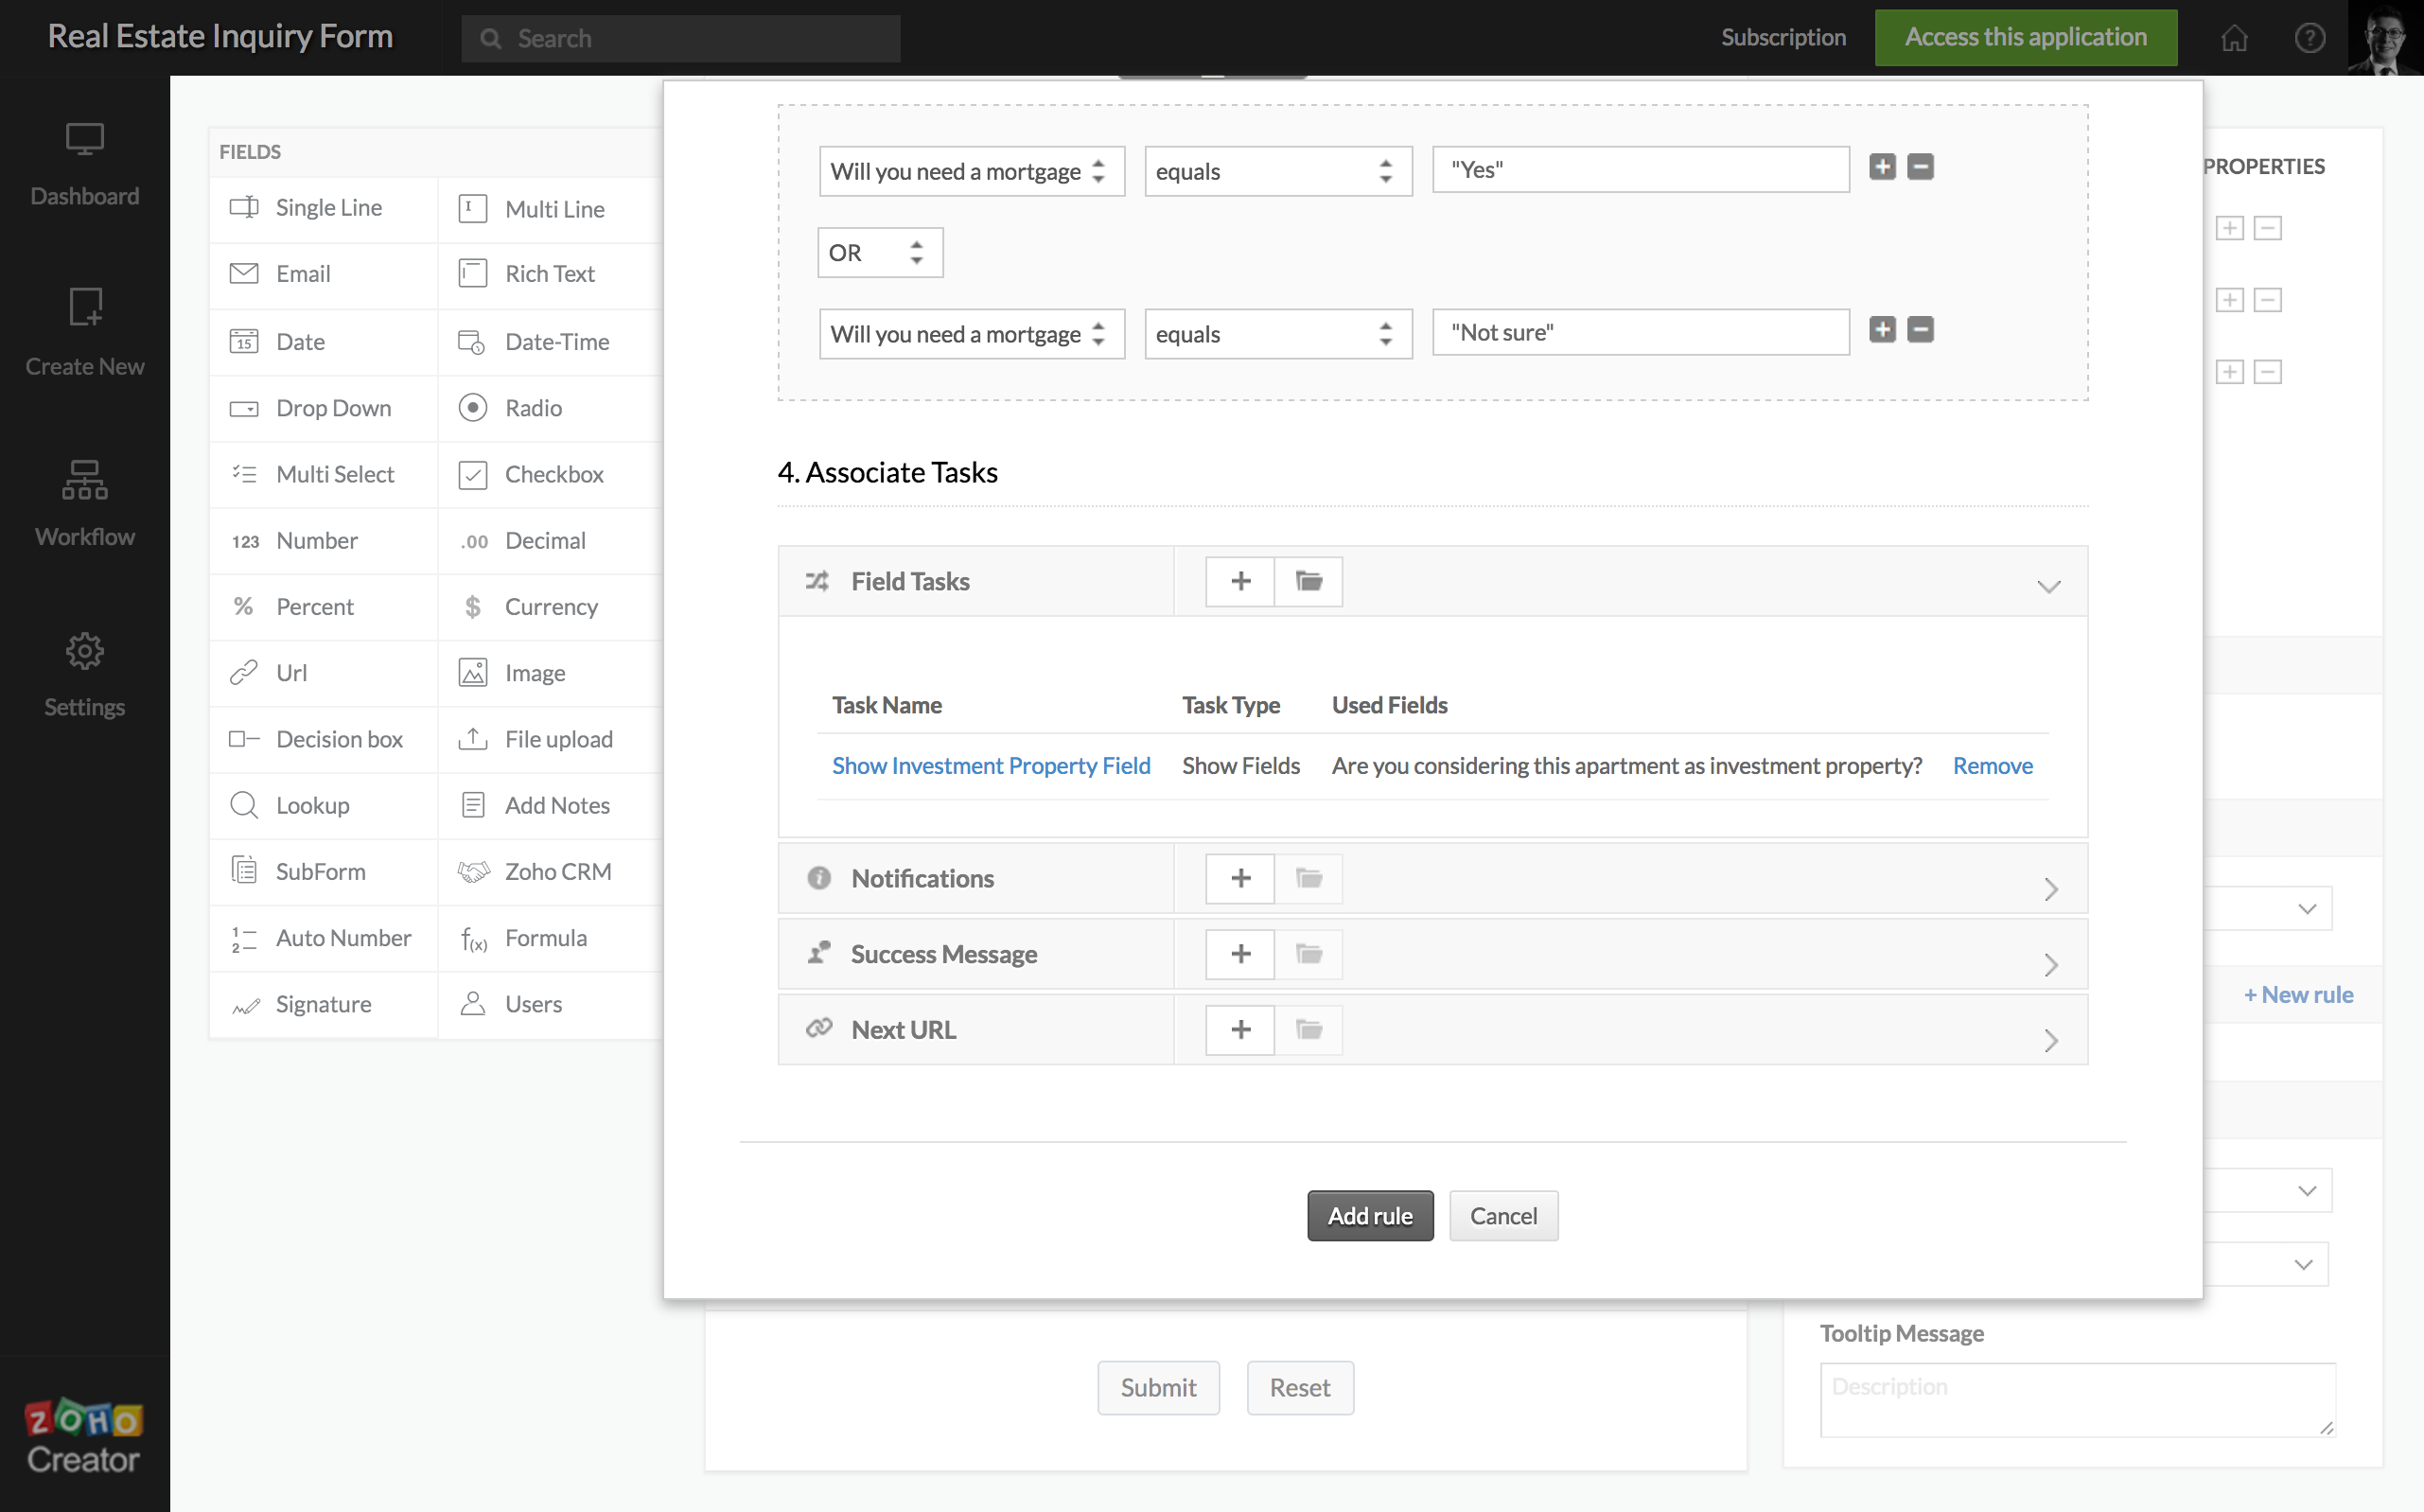 Real Estate Inquiry Form
Search
Subscription
Access this application
?
Dashboard
Create New
Workflow
Settings
ZOHO
Creator
FIELDS
Single Line
Multi Line
Email
Rich Text
15
Date
Date-Time
Drop Down
Radio
Multi Select
Checkbox
123 Number
.00 Decimal
% Percent
$ Currency
Url
Image
Decision box
File upload
Lookup
Add Notes
SubForm
Zoho CRM
1
2
Auto Number
f(x) Formula
Signature
Users
Will you need a mortgage
equals
"Yes"
OR
Will you need a mortgage
equals
"Not sure"
4. Associate Tasks
Field Tasks
Task Name Task Type Used Fields
Show Investment Property Field Show Fields Are you considering this apartment as investment property? Remove
Notifications
Success Message
Next URL
Add rule
Cancel
Submit
Reset
PROPERTIES
+ New rule
Tooltip Message
Description